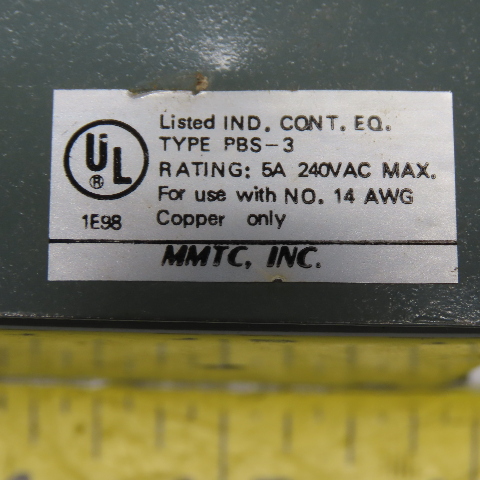 Listed IND. CONT. EQ.
TYPE PBS-3
RATING: 5A 240VAC MAX.
For use with NO. 14 AWG
Copper only
UL
®
1E98
MMTC, INC.